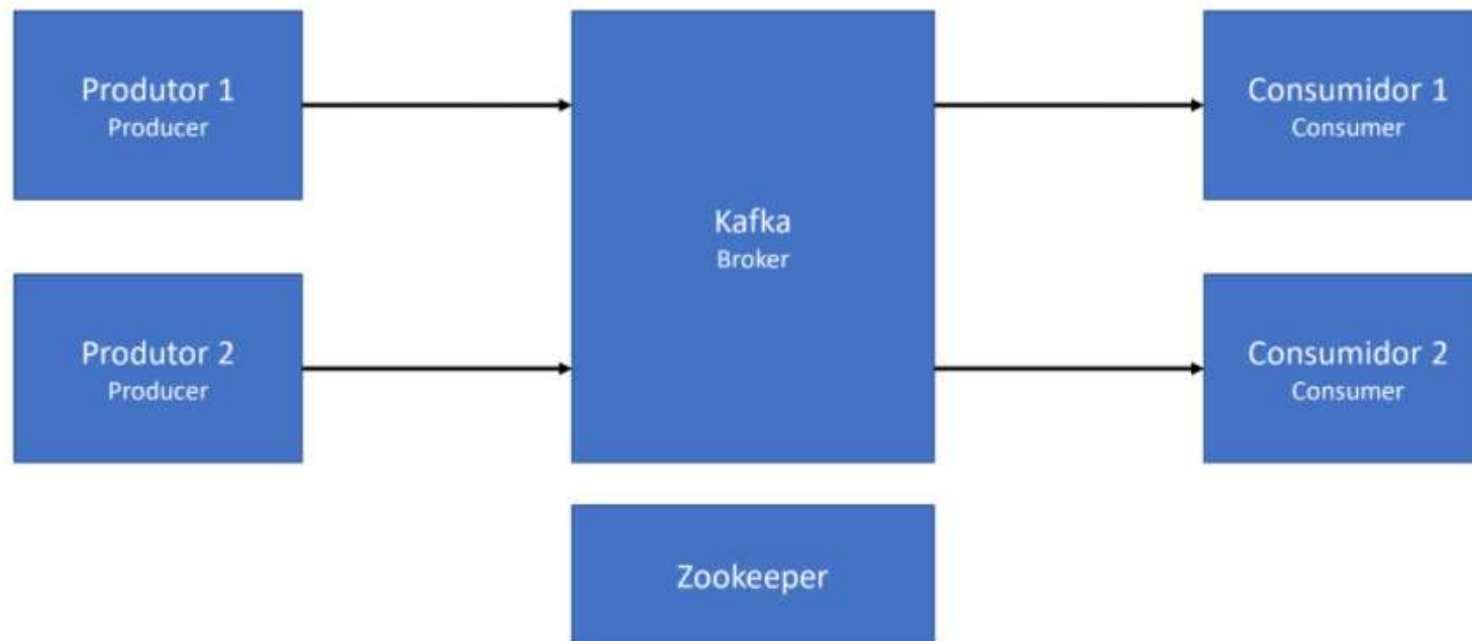 Produtor 1
Producer
Kafka
Broker
Consumidor 1
Consumer
Produtor 2
Producer
Consumidor 2
Consumer
Zookeeper